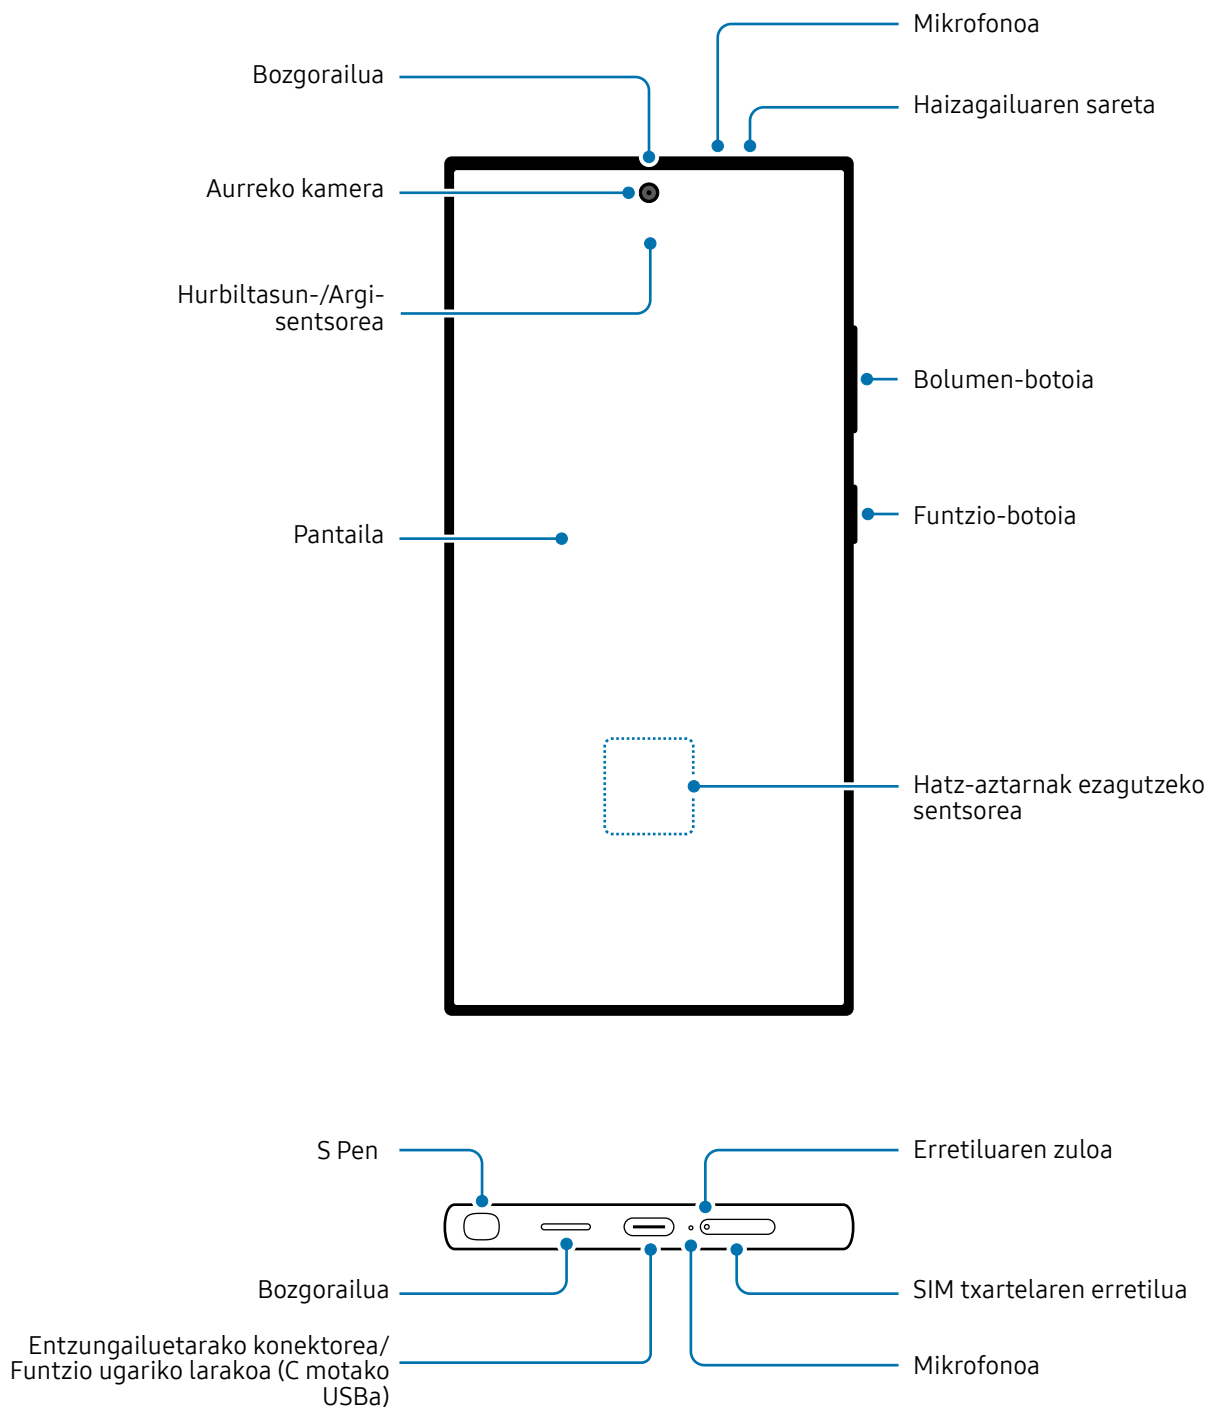 Mikrofonoa
Bozgorailua
Haizagailuaren sareta
Aurreko kamera
Hurbiltasun-/Argi-
sentsorea
Bolumen-botoia
Funtzio-botoia
Pantaila
Hatz-aztarnak ezagutzeko
sentsorea
S Pen
Erretiluaren zuloa
Bozgorailua
SIM txartelaren erretilua
Entzungailuetarako konektorea/
Funtzio ugariko larakoa (C motako
USBa)
Mikrofonoa